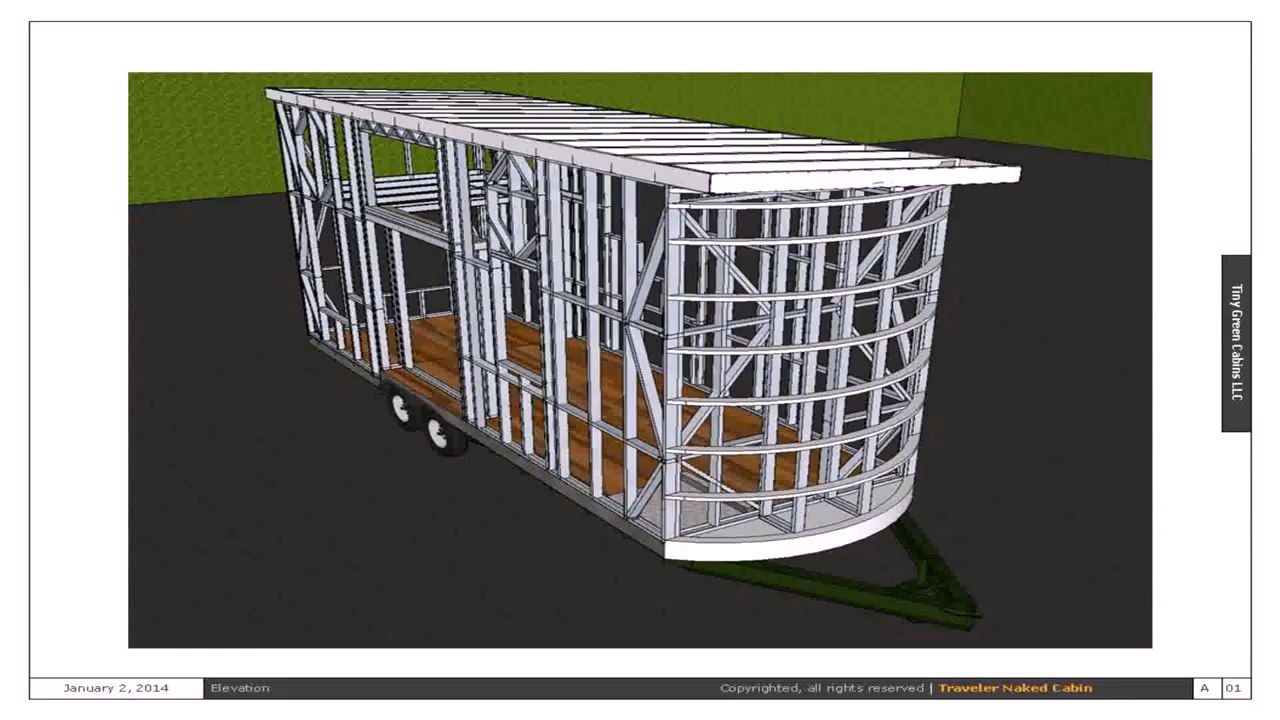 Tiny Green Cabins LLC
January 2, 2014
Elevation
Copyrighted, all rights reserved | Traveler Naked Cabin
A 01